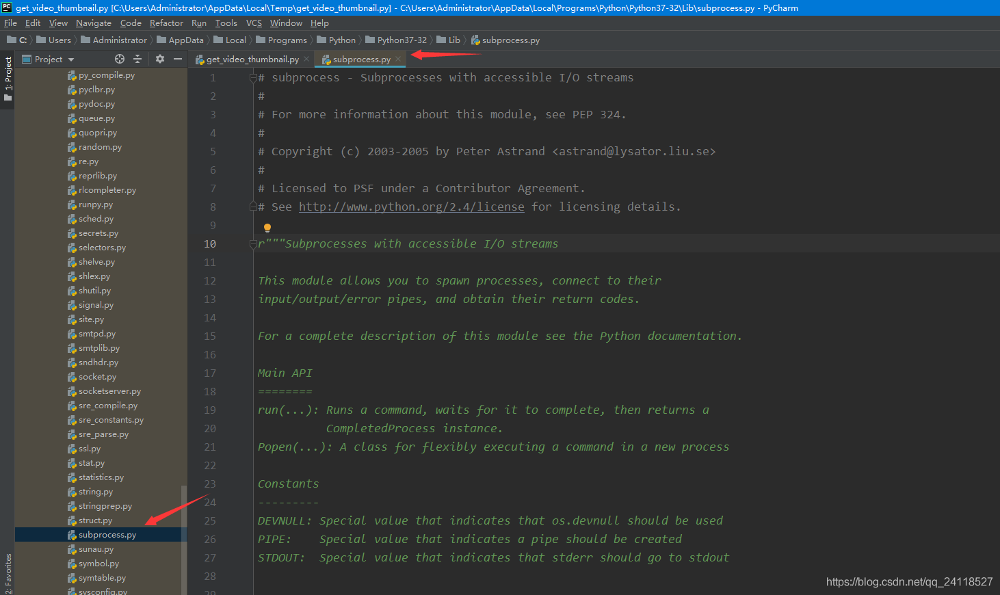 get_video_thumbnail.py [C:\Users\Administrator\AppData\Local\Temp\get_video_thumbnail.py] - C:\Users\Administrator\AppData\Local\Programs\Python\Python37-32\Lib\subprocess.py - PyCharm
File Edit View Navigate Code Refactor Run Tools VCS Window Help
C: Users Administrator AppData Local Programs Python Python37-32 Lib subprocess.py
1: Project
Project
get_video_thumbnail.py
subprocess.py
py_compile.py
pyclbr.py
pydoc.py
queue.py
quopri.py
random.py
re.py
reprlib.py
rlcompleter.py
runpy.py
sched.py
secrets.py
selectors.py
shelve.py
shlex.py
shutil.py
signal.py
site.py
smtpd.py
smtplib.py
sndhdr.py
socket.py
socketserver.py
sre_compile.py
sre_constants.py
sre_parse.py
ssl.py
stat.py
statistics.py
string.py
stringprep.py
struct.py
subprocess.py
sunau.py
symbol.py
symtable.py
sysconfig.py
2: Favorites
1 # subprocess - Subprocesses with accessible I/O streams
2 #
3 # For more information about this module, see PEP 324.
4 #
5 # Copyright (c) 2003-2005 by Peter Astrand <astrand@lysator.liu.se>
6 #
7 # Licensed to PSF under a Contributor Agreement.
8 # See http://www.python.org/2.4/license for licensing details.
9
10 r"""Subprocesses with accessible I/O streams
11
12 This module allows you to spawn processes, connect to their
13 input/output/error pipes, and obtain their return codes.
14
15 For a complete description of this module see the Python documentation.
16
17 Main API
18 ========
19 run(...): Runs a command, waits for it to complete, then returns a
20 CompletedProcess instance.
21 Popen(...): A class for flexibly executing a command in a new process
22
23 Constants
24 ---------
25 DEVNULL: Special value that indicates that os.devnull should be used
26 PIPE: Special value that indicates a pipe should be created
27 STDOUT: Special value that indicates that stderr should go to stdout
28
29
https://blog.csdn.net/qq_24118527